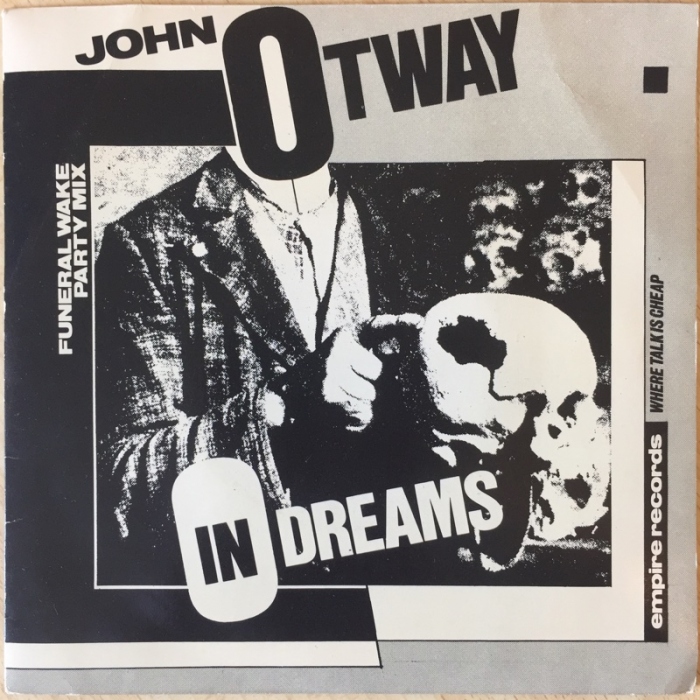 JOHN OTWAY
FUNERAL WAKE
PARTY MIX
IN DREAMS
WHERE TALK IS CHEAP
empire records